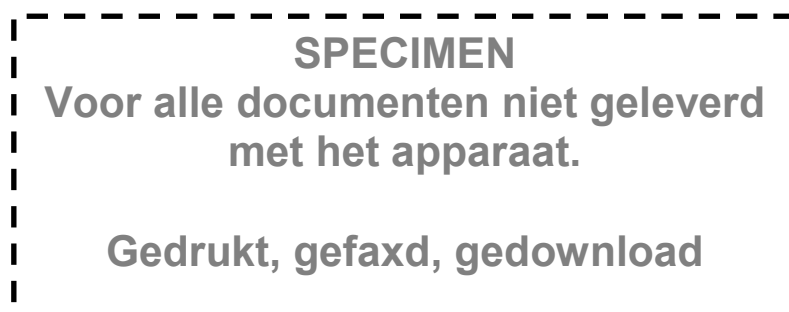 SPECIMEN
Voor alle documenten niet geleverd
met het apparaat.
Gedrukt, gefaxd, gedownload